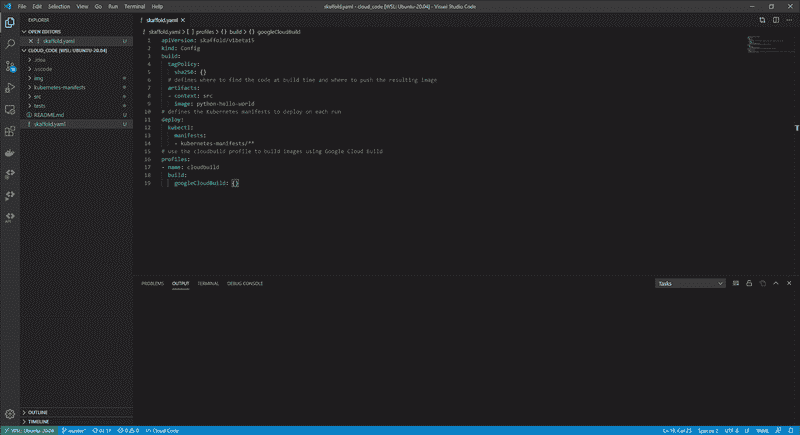 File Edit Selection View Go Run Terminal Help
skaffold.yaml - cloud_code [WSL: Ubuntu-20.04] - Visual Studio Code
EXPLORER
OPEN EDITORS
skaffold.yaml U
CLOUD_CODE [WSL: UBUNTU-20.04]
.idea
.vscode
img
kubernetes-manifests
src
tests
README.md U
skaffold.yaml U
OUTLINE
TIMELINE
skaffold.yaml
skaffold.yaml > [ ] profiles > {} build > {} googleCloudBuild
1 apiVersion: skaffold/v1beta15
2 kind: Config
3 build:
4 tagPolicy:
5 sha256: {}
6 # defines where to find the code at build time and where to push the resulting image
7 artifacts:
8 - context: src
9 image: python-hello-world
10 # defines the Kubernetes manifests to deploy on each run
11 deploy:
12 kubectl:
13 manifests:
14 - kubernetes-manifests/**
15 # use the cloudbuild profile to build images using Google Cloud Build
16 profiles:
17 - name: cloudbuild
18 build:
19 googleCloudBuild: {}
PROBLEMS OUTPUT TERMINAL DEBUG CONSOLE
Tasks
WSL: Ubuntu-20.04 master* 0 0 Cloud Code
Spaces: 2 UTF-8 LF YAML